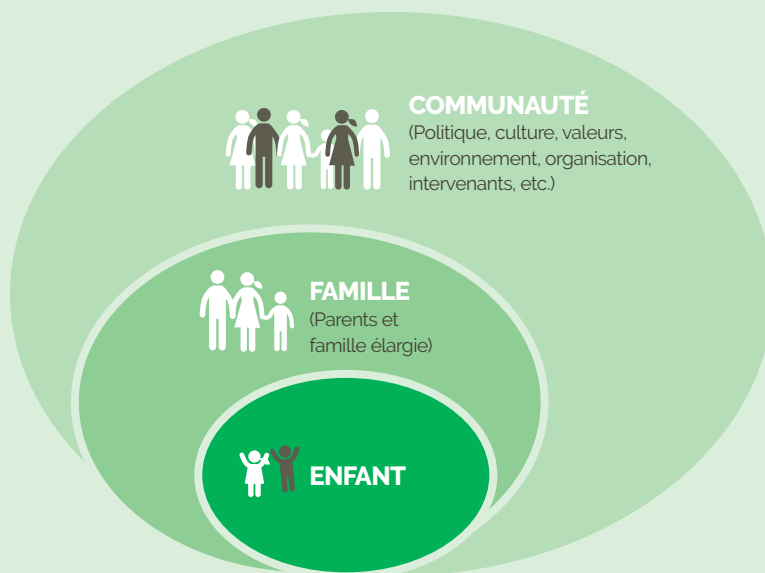 COMMUNAUTÉ
(Politique, culture, valeurs,
environnement, organisation,
intervenants, etc.)
FAMILLE
(Parents et
famille élargie)
ENFANT